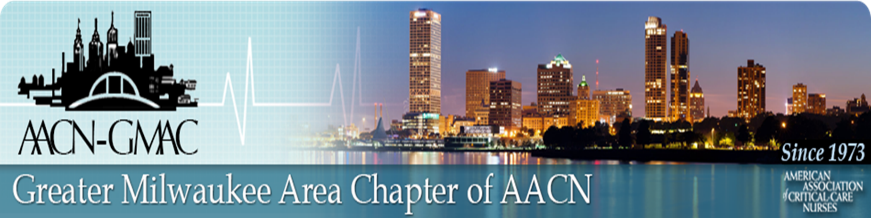 AACN-GMAC
Since 1973
Greater Milwaukee Area Chapter of AACN
AMERICAN
ASSOCIATION
of CRITICAL-CARE
NURSES